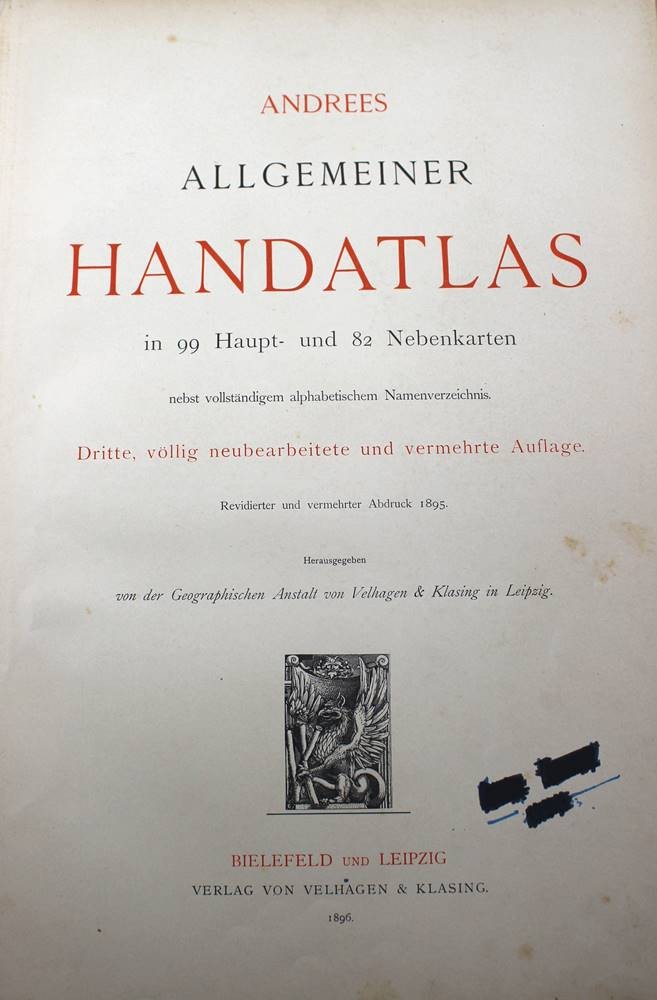 ANDREES
ALLGEMEINER
HANDATLAS
in 99 Haupt- und 82 Nebenkarten
nebst vollständigem alphabetischem Namenverzeichnis.
Dritte, völlig neubearbeitete und vermehrte Auflage.
Revidierter und vermehrter Abdruck 1895.
Herausgegeben
von der Geographischen Anstalt von Velhagen & Klasing in Leipzig.
BIELEFELD UND LEIPZIG
VERLAG VON VELHAGEN & KLASING.
1896.